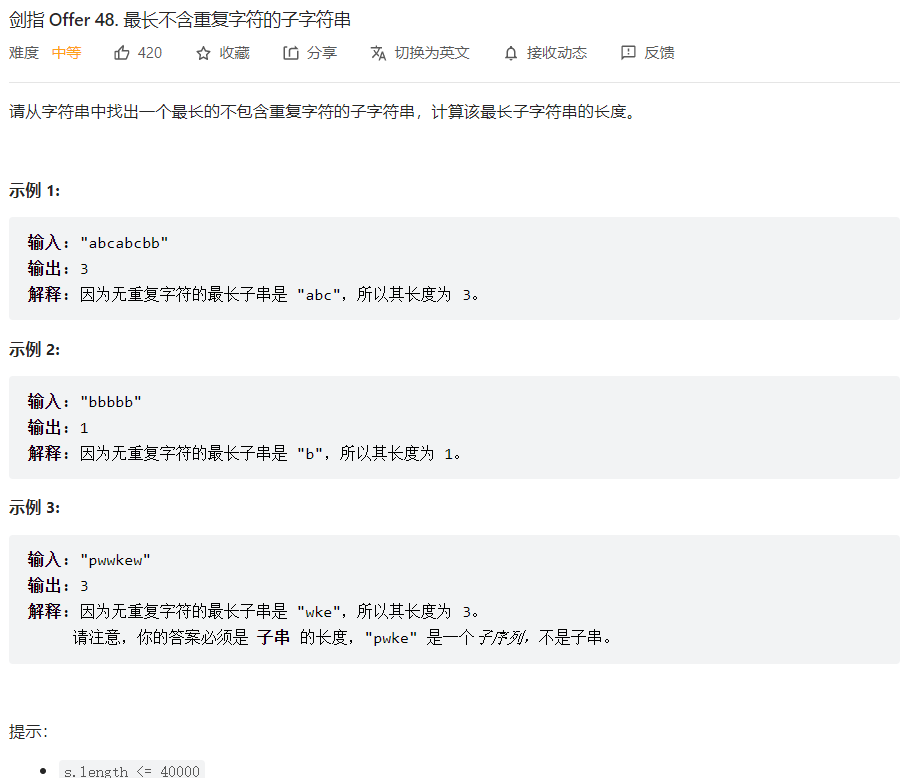 剑指 Offer 48. 最长不含重复字符的子字符串
难度 中等 420 收藏 分享 切换为英文 接收动态 反馈
请从字符串中找出一个最长的不包含重复字符的子字符串，计算该最长子字符串的长度。
示例 1:
输入: "abcabcbb"
输出: 3
解释: 因为无重复字符的最长子串是 "abc"，所以其长度为 3。
示例 2:
输入: "bbbbb"
输出: 1
解释: 因为无重复字符的最长子串是 "b"，所以其长度为 1。
示例 3:
输入: "pwwkew"
输出: 3
解释: 因为无重复字符的最长子串是 "wke"，所以其长度为 3。
请注意，你的答案必须是 子串 的长度，"pwke" 是一个子序列，不是子串。
提示：
s.length <= 40000